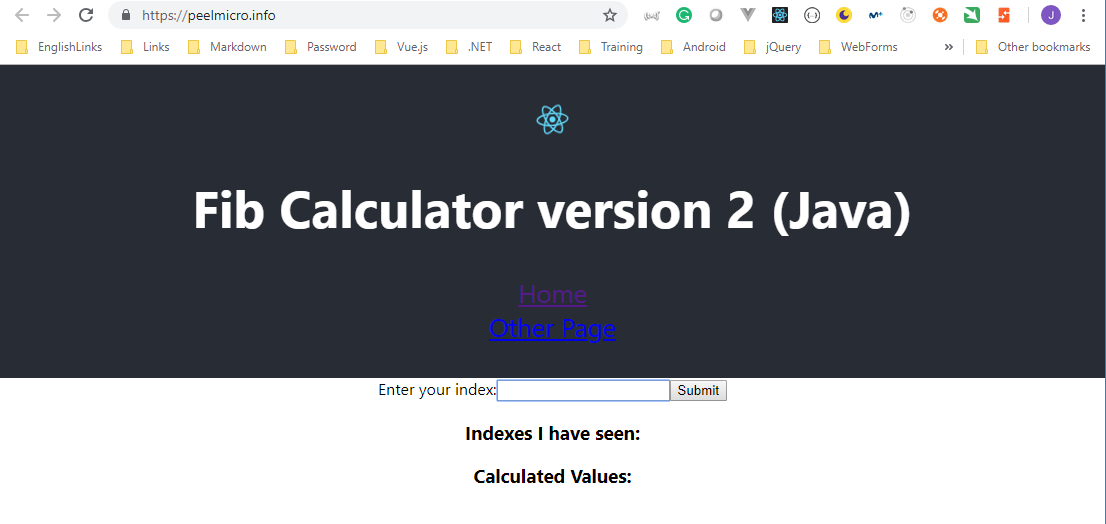 https://peelmicro.info
J
EnglishLinks Links Markdown Password Vue.js .NET React Training Android jQuery WebForms » Other bookmarks
Fib Calculator version 2 (Java)
Home
Other Page
Enter your index: Submit
Indexes I have seen:
Calculated Values: